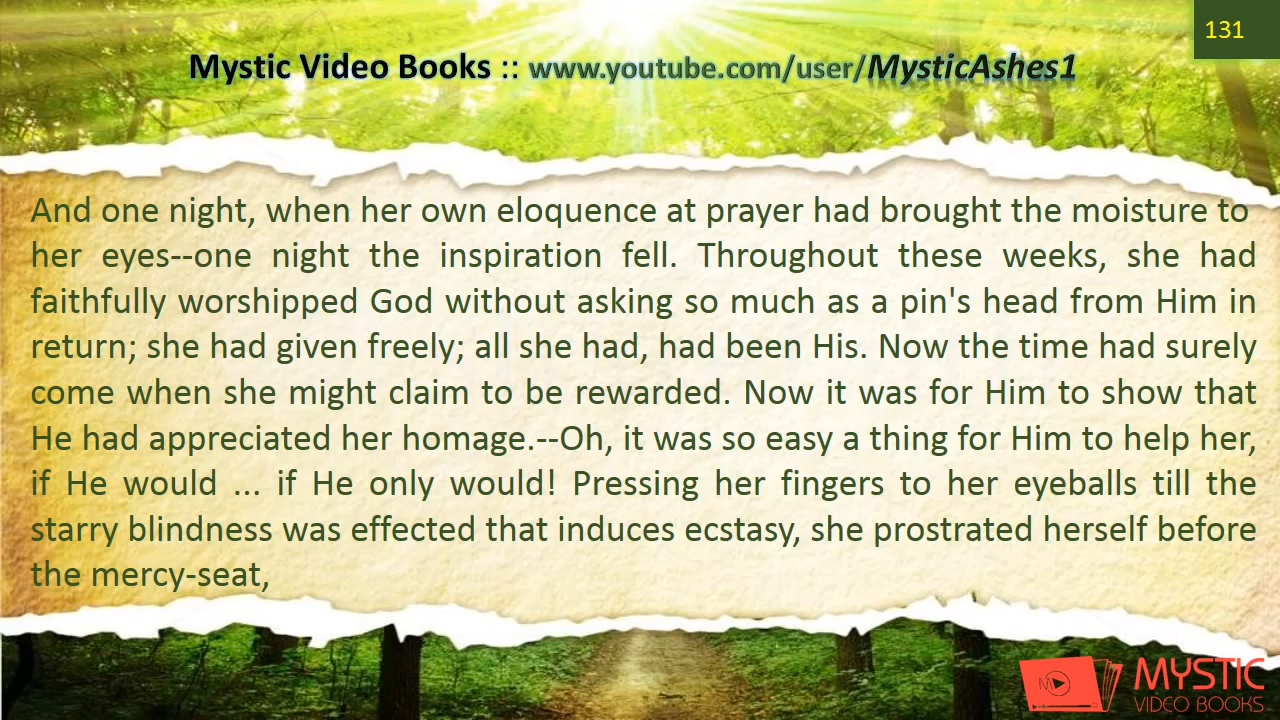 131
Mystic Video Books :: www.youtube.com/user/MysticAshes1
And one night, when her own eloquence at prayer had brought the moisture to
her eyes--one night the inspiration fell. Throughout these weeks, she had
faithfully worshipped God without asking so much as a pin's head from Him in
return; she had given freely; all she had, had been His. Now the time had surely
come when she might claim to be rewarded. Now it was for Him to show that
He had appreciated her homage.--Oh, it was so easy a thing for Him to help her,
if He would ... if He only would! Pressing her fingers to her eyeballs till the
starry blindness was effected that induces ecstasy, she prostrated herself before
the mercy-seat,
MYSTIC
VIDEO BOOKS